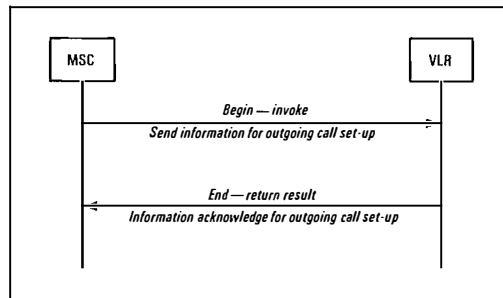 MSC
VLR
Begin — invoke
Send information for outgoing call set-up
End — return result
Information acknowledge for outgoing call set-up